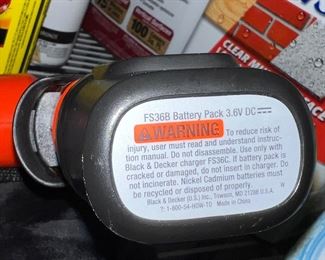 100
CLEAR M
FS36B Battery Pack 3.6V DC
WARNING To reduce risk of
injury, user must read and understand instruc-
tion manual. Do not disassemble. Use only with
Black & Decker charger FS36C. If battery pack is
cracked or damaged, do not insert in charger. Do
not incinerate. Nickel Cadmium batteries must
be recycled or disposed of properly.
Black & Decker (U.S.) Inc., Towson, MD 21286 U.S.A.
?: 1-800-54-HOW-TO Made in China